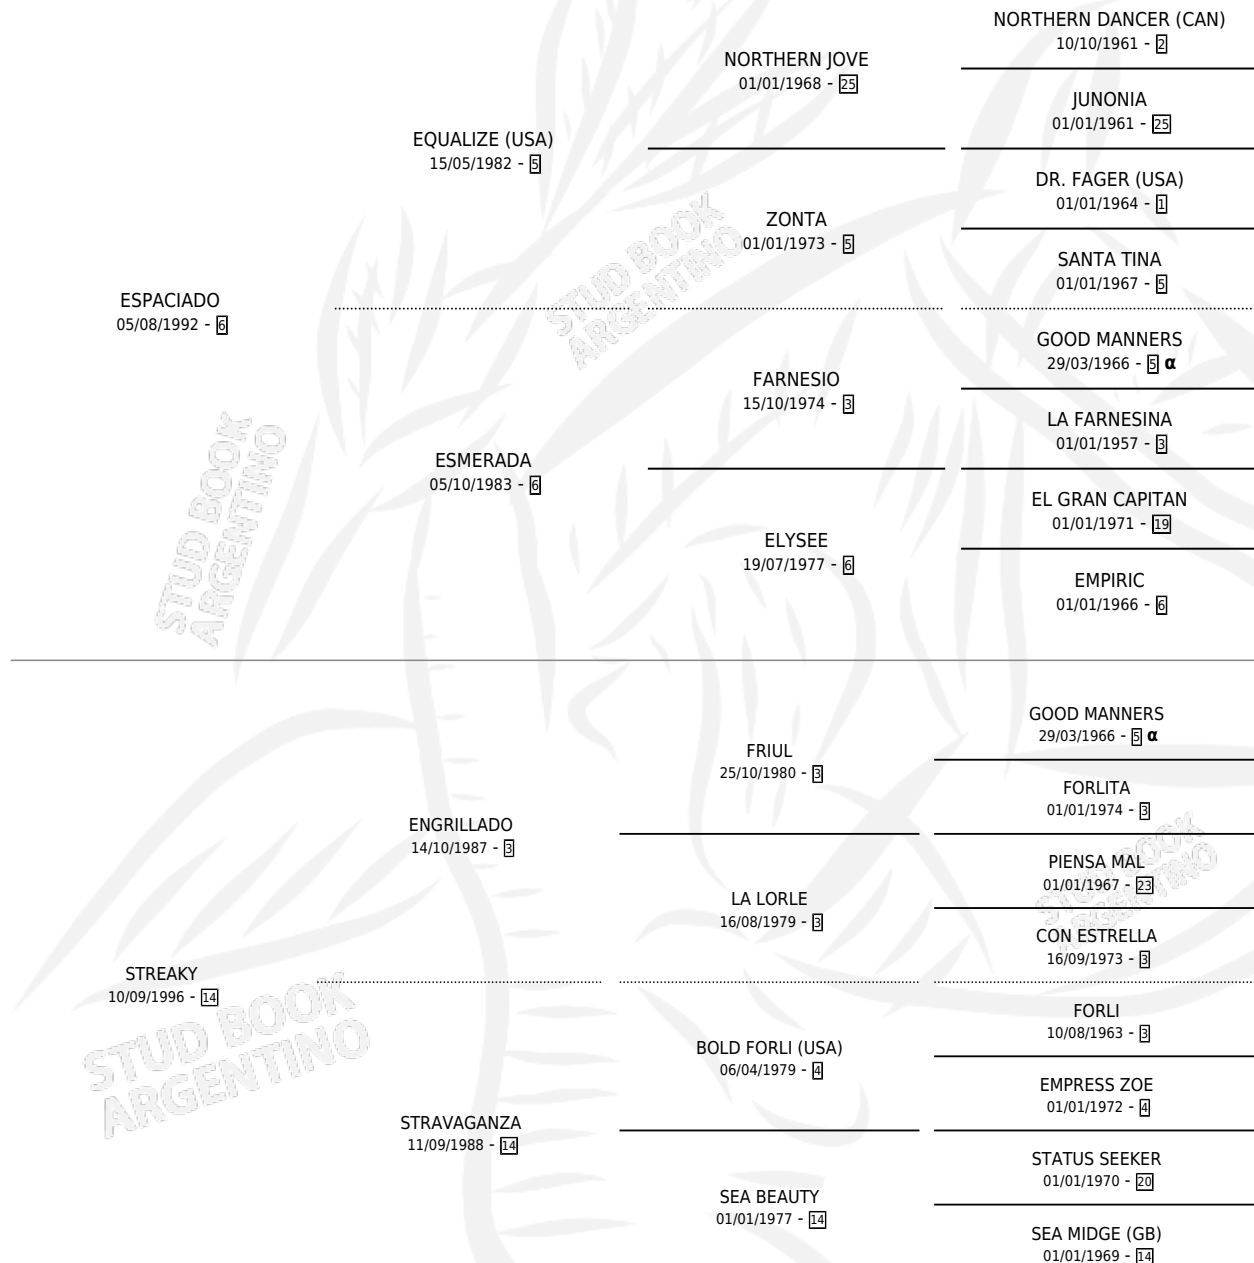 NORTHERN DANCER (CAN)
10/10/1961 - 2
NORTHERN JOVE
01/01/1968 - 25
JUNONIA
01/01/1961 - 25
EQUALIZE (USA)
15/05/1982 - 5
DR. FAGER (USA)
01/01/1964 - 1
ZONTA
01/01/1973 - 5
SANTA TINA
01/01/1967 - 5
ESPACIADO
05/08/1992 - 6
GOOD MANNERS
29/03/1966 - 5 α
FARNESIO
15/10/1974 - 3
LA FARNESINA
01/01/1957 - 3
ESMERADA
05/10/1983 - 6
EL GRAN CAPITAN
01/01/1971 - 19
ELYSEE
19/07/1977 - 6
EMPIRIC
01/01/1966 - 6
GOOD MANNERS
29/03/1966 - 5 α
FRIUL
25/10/1980 - 3
FORLITA
01/01/1974 - 3
ENGRILLADO
14/10/1987 - 3
PIENSA MAL
01/01/1967 - 23
LA LORLE
16/08/1979 - 3
CON ESTRELLA
16/09/1973 - 3
STREAKY
10/09/1996 - 14
FORLI
10/08/1963 - 3
BOLD FORLI (USA)
06/04/1979 - 4
EMPRESS ZOE
01/01/1972 - 4
STRAVAGANZA
11/09/1988 - 14
STATUS SEEKER
01/01/1970 - 20
SEA BEAUTY
01/01/1977 - 14
SEA MIDGE (GB)
01/01/1969 - 14
STUD BOOK
ARGENTINO
STUD BOOK
ARGENTINO
STUD BOOK
ARGENTINO
STUD BOOK
ARGENTINO